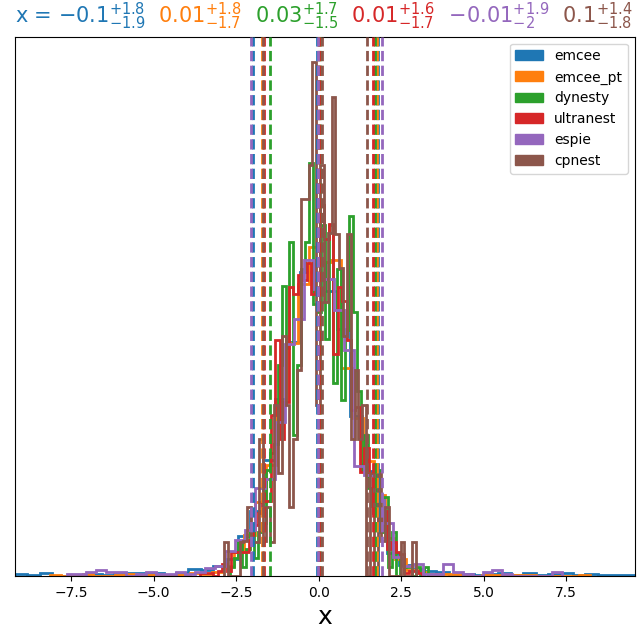 x = −0.1+1.8−1.9 0.01+1.8−1.7 0.03+1.7−1.5 0.01+1.6−1.7 −0.01+1.9−2 0.1+1.4−1.8
emcee
emcee_pt
dynesty
ultranest
espie
cpnest
−7.5 −5.0 −2.5 0.0 2.5 5.0 7.5
x